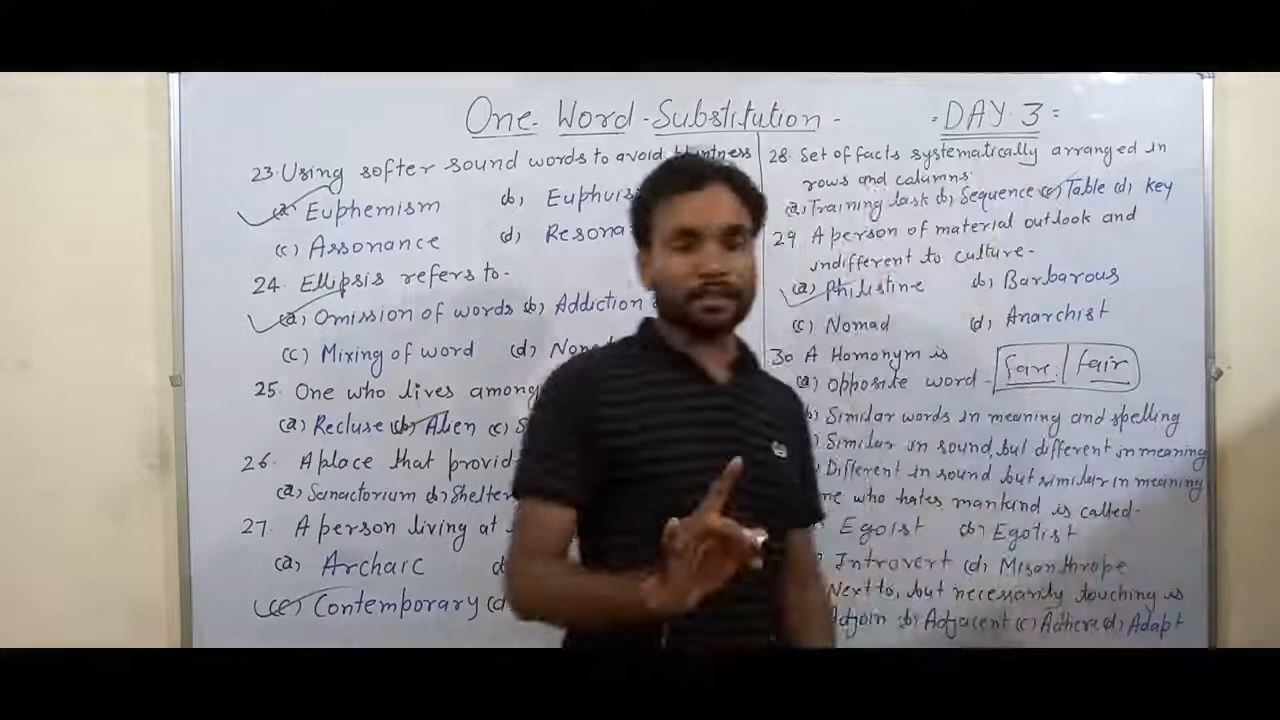 One Word - Substitution - - DAY 3 =
23. Using softer sound words to avoid
(a) Euphemism (b)
(c) Assonance (d)
24. Ellipsis refers to -
(a) Omission of words (b) Addiction
(c) Mixing of word (d)
25. One who lives among
(a) Recluse (b) Alien (c)
26. A place that
(a) Sanactorium (b) Shelter
27. A person living at
(a) Archaic
(c) Contemporary (d)
28. Set of facts systematically arranged in
rows and calumns.
(a) Training task (b) Sequence (c) Table (d) key
29 A person of material outlook and
indifferent to culture -
(a) Philistine (b) Barbarous
(c) Nomad (d) Anarchist
30 A Homonym is
(a) opposite word - Fare | fair
b) Similar words in meaning and spelling
Similar in sound, but different in meaning
Different in sound but similar in meaning
who hates mankind is called -
Egoist (b) Egotist
Introvert (d) Misanthrope
Next to, but necessarily touching is
Adjoin (b) Adjacent (c) Adhere (d) Adapt